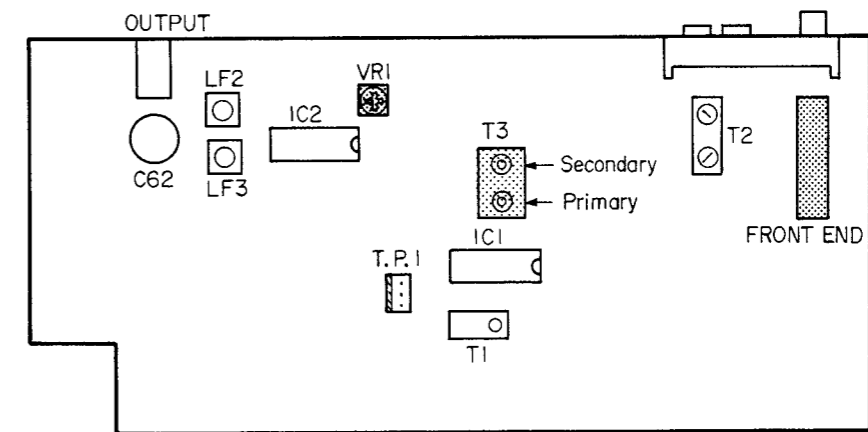 OUTPUT
LF2
VR1
IC2
T3
T2
Secondary
C62
LF3
Primary
FRONT END
IC1
T.P.1
T1